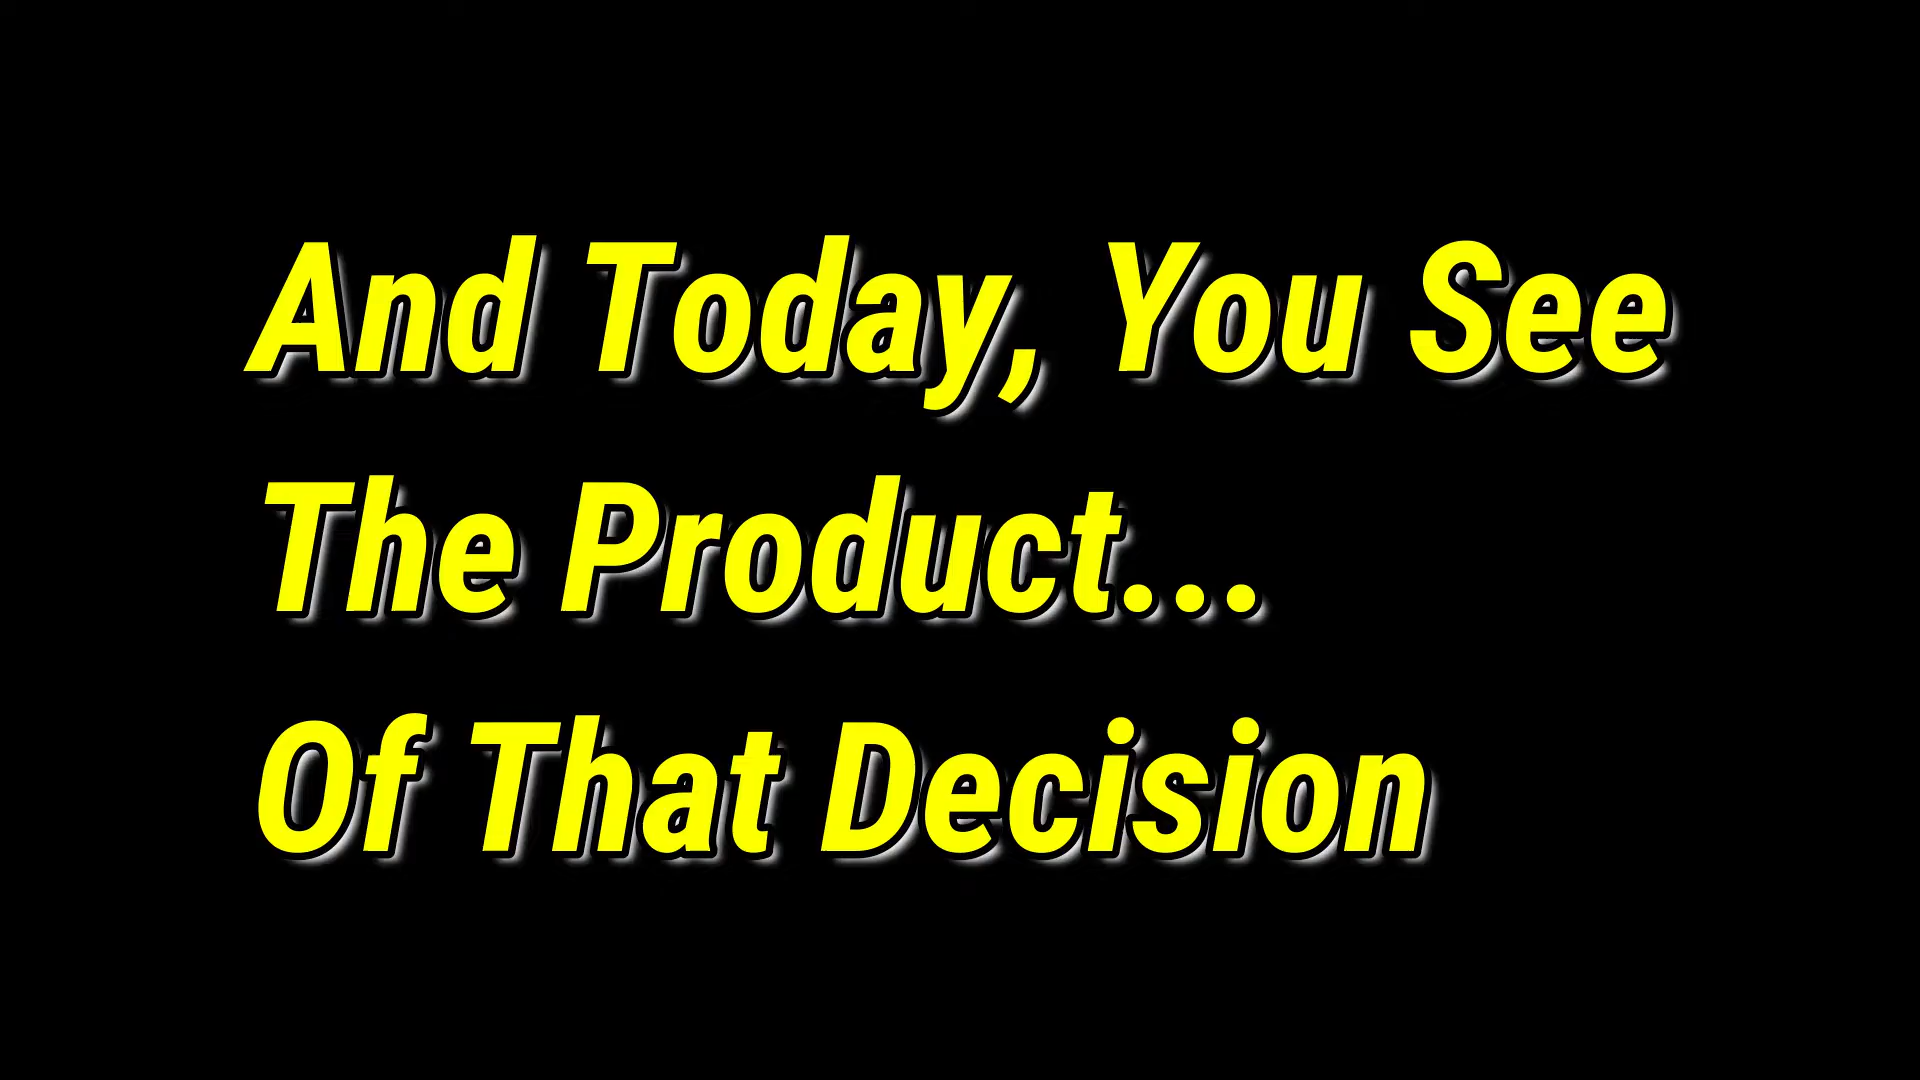 And Today, You See
The Product...
Of That Decision